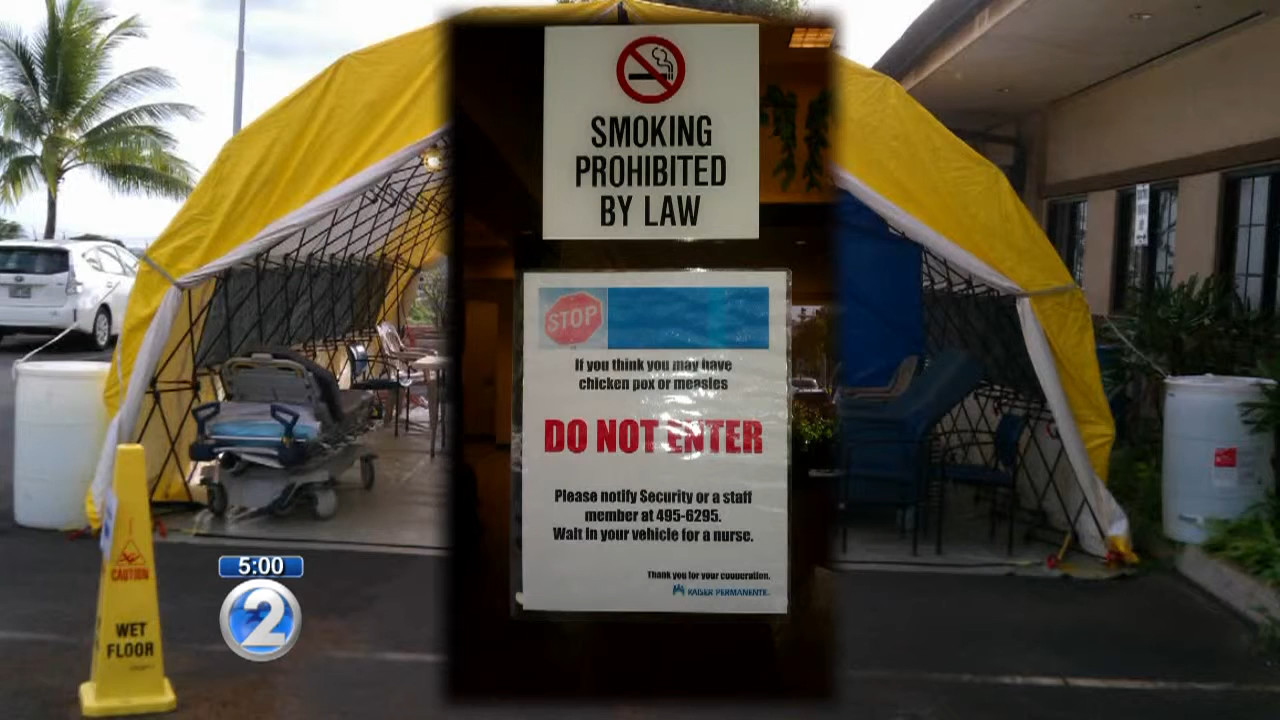 SMOKING
PROHIBITED
BY LAW
STOP
If you think you may have
chicken pox or measles
DO NOT ENTER
Please notify Security or a staff
member at 495-6295.
Wait in your vehicle for a nurse.
Thank you for your cooperation.
KAISER PERMANENTE.
CAUTION
WET
FLOOR
5:00
2